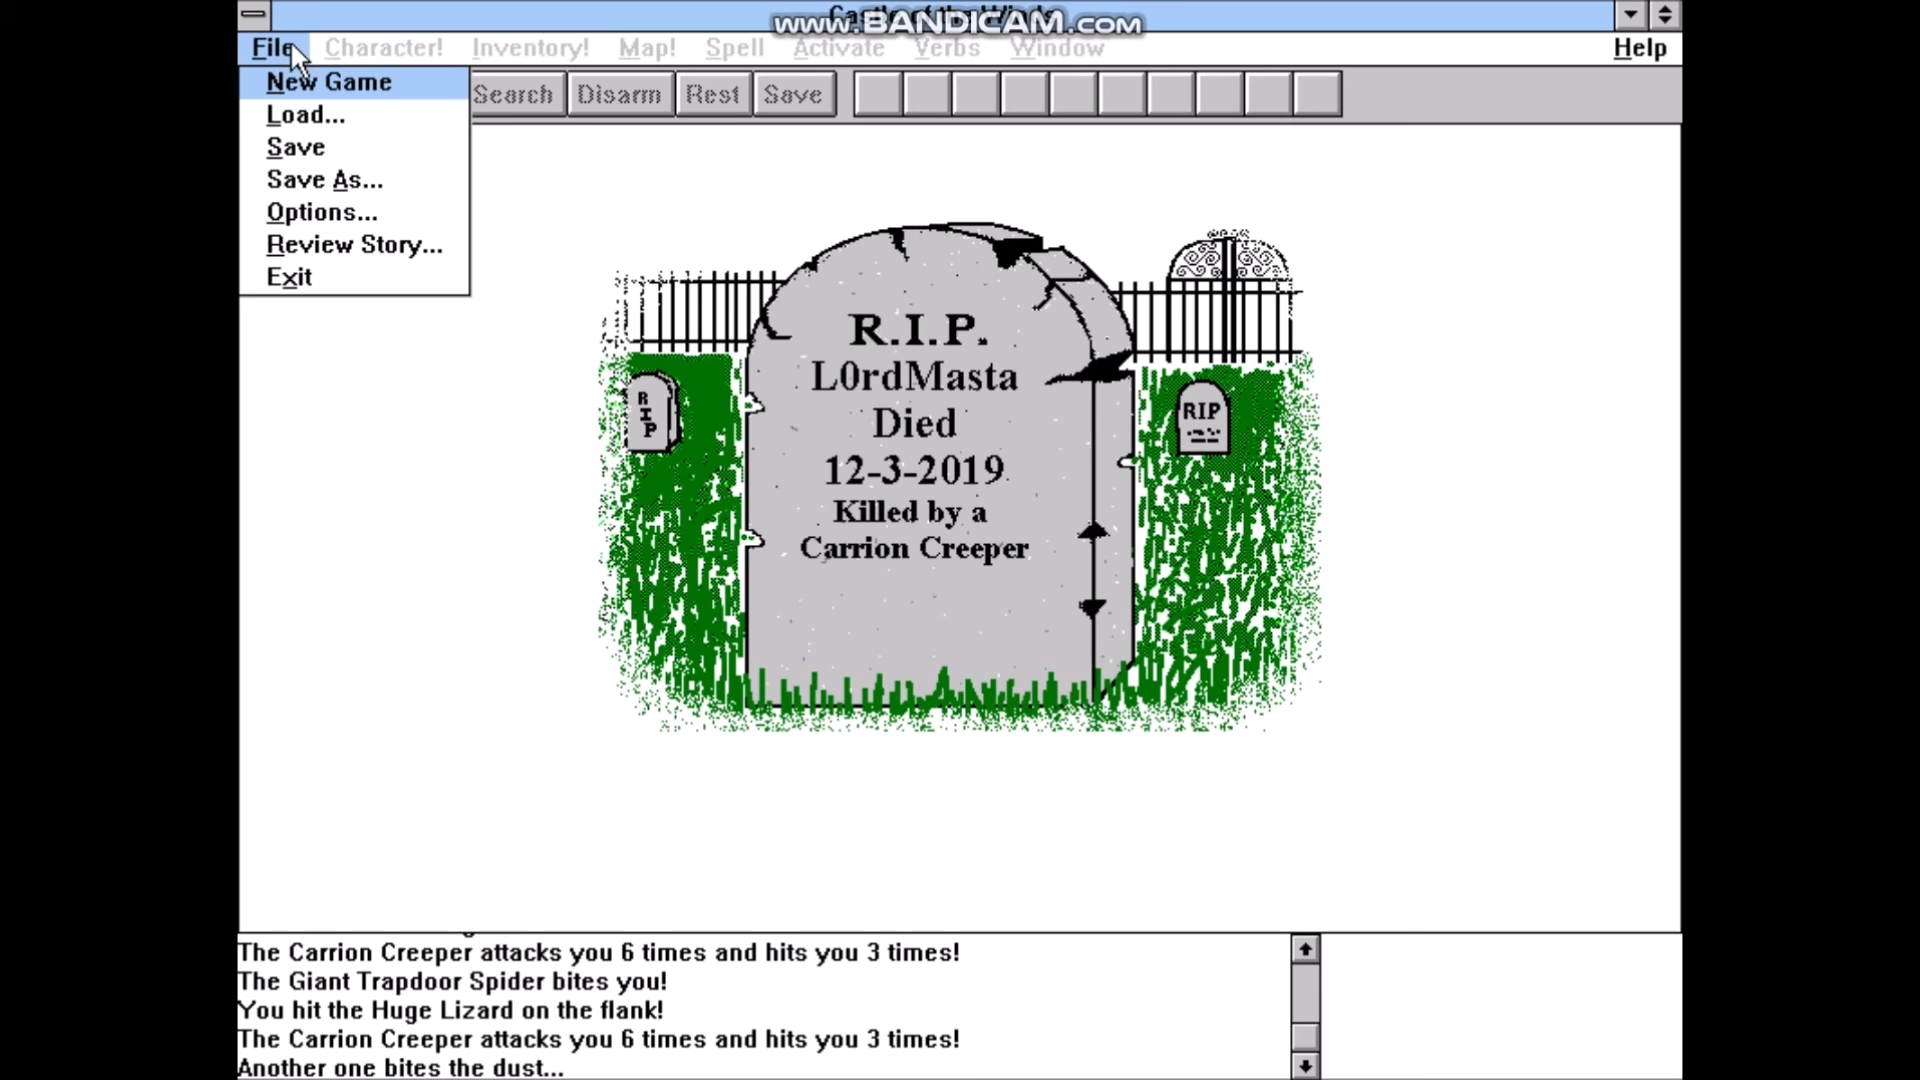 Castle of the Winds
www.BANDICAM.com
File Character! Inventory! Map! Spell Activate Verbs Window Help
New Game
Load...
Save
Save As...
Options...
Review Story...
Exit
Search Disarm Rest Save
R.I.P.
L0rdMasta
Died
12-3-2019
Killed by a
Carrion Creeper
RIP
RIP
The Carrion Creeper attacks you 6 times and hits you 3 times!
The Giant Trapdoor Spider bites you!
You hit the Huge Lizard on the flank!
The Carrion Creeper attacks you 6 times and hits you 3 times!
Another one bites the dust...